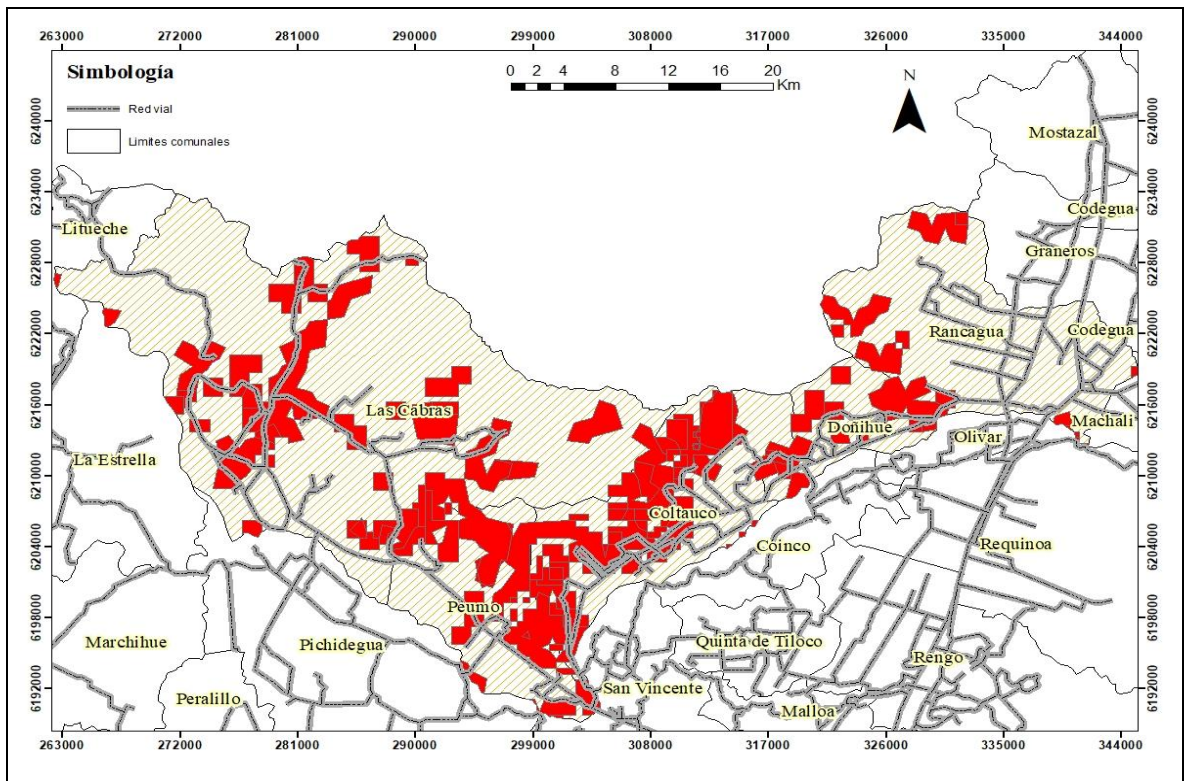 263000 272000 281000 290000 299000 308000 317000 326000 335000 344000
Simbología
Red vial
Limites comunales
0 2 4 8 12 16 20
Km
N
6240000
6234000
6228000
6222000
6216000
6210000
6204000
6198000
6192000
6240000
6234000
6228000
6222000
6216000
6210000
6204000
6198000
6192000
Mostazal
Codegua
Litueche
Graneros
Rancagua
Codegua
Las Cãbras
Doñihue
Machali
Olivar
La Estrella
Coltauco
Coinco
Requinoa
Peumo
Marchihue
Pichidegua
Quinta de Tiloco
Rengo
Peralillo
San Vincente
Malloa
263000 272000 281000 290000 299000 308000 317000 326000 335000 344000